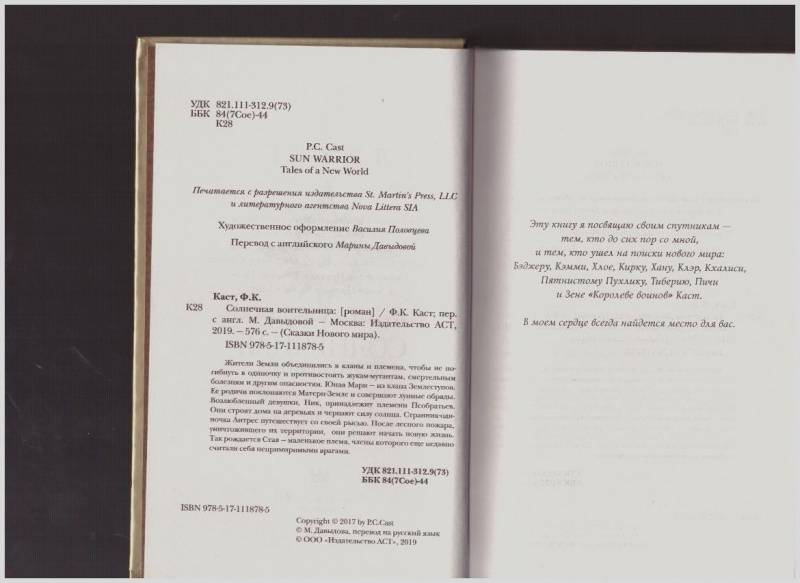 УДК 821.111-312.9(73)
ББК 84(7Сое)-44
К28
P.C. Cast
SUN WARRIOR
Tales of a New World
Печатается с разрешения издательства St. Martin's Press, LLC
и литературного агентства Nova Littera SIA
Художественное оформление Василия Половцева
Перевод с английского Марины Давыдовой
Каст, Ф.К.
К28 Солнечная воительница: [роман] / Ф.К. Каст; пер.
с англ. М. Давыдовой — Москва: Издательство АСТ,
2019. — 576 с. — (Сказки Нового мира).
ISBN 978-5-17-111878-5
Жители Земли объединились в кланы и племена, чтобы не по-
гибнуть в одиночку и противостоять жукам-мутантам, смертельным
болезням и другим опасностям. Юная Мари — из клана Землеступов.
Ее родичи поклоняются Матери-Земле и совершают лунные обряды.
Возлюбленный девушки, Ник, принадлежит племени Псобратьев.
Они строят дома на деревьях и черпают силу солнца. Странница-оди-
ночка Антрес путешествует со своей рысью. После лесного пожара,
уничтожившего их территории, они решают начать новую жизнь.
Так рождается Стая — маленькое племя, члены которого еще недавно
считали себя непримиримыми врагами.
УДК 821.111-312.9(73)
ББК 84(7Сое)-44
ISBN 978-5-17-111878-5
Copyright © 2017 by P.C.Cast
© М. Давыдова, перевод на русский язык
© ООО «Издательство АСТ», 2019
Эту книгу я посвящаю своим спутникам —
тем, кто до сих пор со мной,
и тем, кто ушел на поиски нового мира:
Бэджеру, Кэмми, Хлое, Кирку, Хану, Клэр, Кхалиси,
Пятнистому Пухлику, Тиберию, Пичи
и Зене «Королеве воинов» Каст.
В моем сердце всегда найдется место для вас.